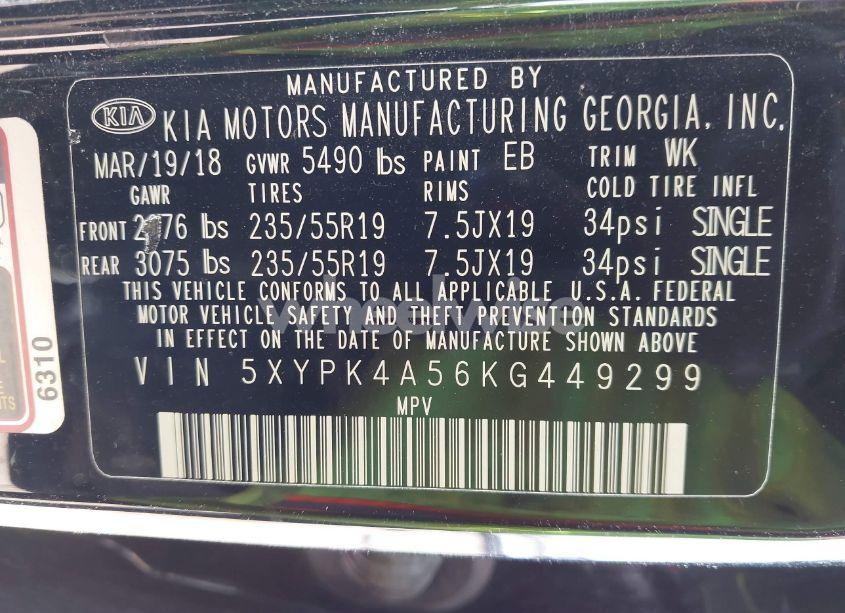 MANUFACTURED BY
KIA KIA MOTORS MANUFACTURING GEORGIA, INC.
MAR/19/18 GVWR 5490 lbs PAINT EB TRIM WK
GAWR TIRES RIMS COLD TIRE INFL
FRONT 2976 lbs 235/55R19 7.5JX19 34psi SINGLE
REAR 3075 lbs 235/55R19 7.5JX19 34psi SINGLE
THIS VEHICLE CONFORMS TO ALL APPLICABLE U.S.A. FEDERAL
MOTOR VEHICLE SAFETY AND THEFT PREVENTION STANDARDS
IN EFFECT ON THE DATE OF MANUFACTURE SHOWN ABOVE
VIN 5XYPK4A56KG449299
MPV
6310